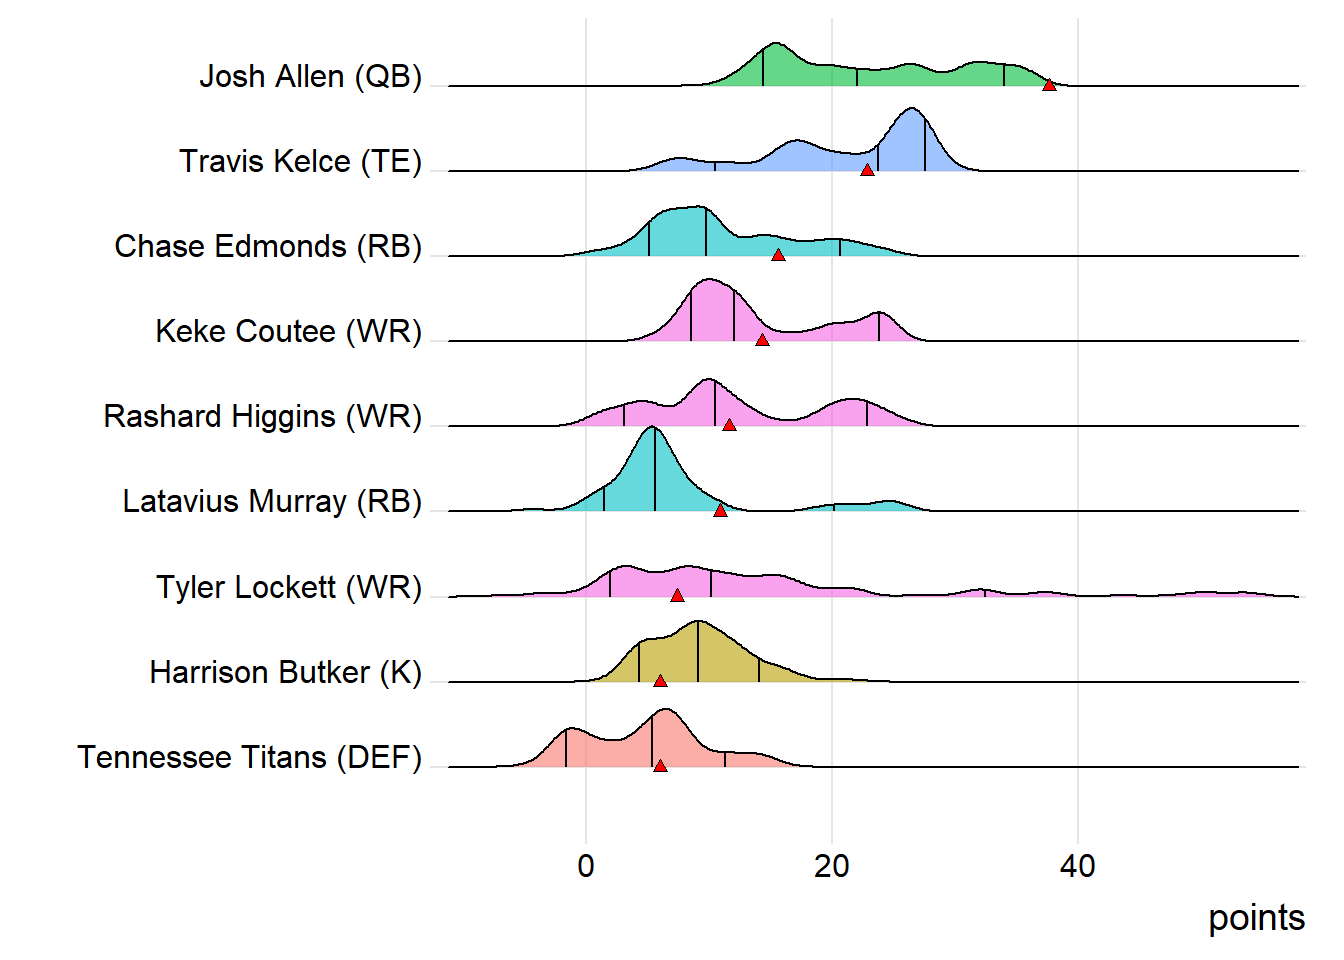 Josh Allen (QB)
Travis Kelce (TE)
Chase Edmonds (RB)
Keke Coutee (WR)
Rashard Higgins (WR)
Latavius Murray (RB)
Tyler Lockett (WR)
Harrison Butker (K)
Tennessee Titans (DEF)
0 20 40
points